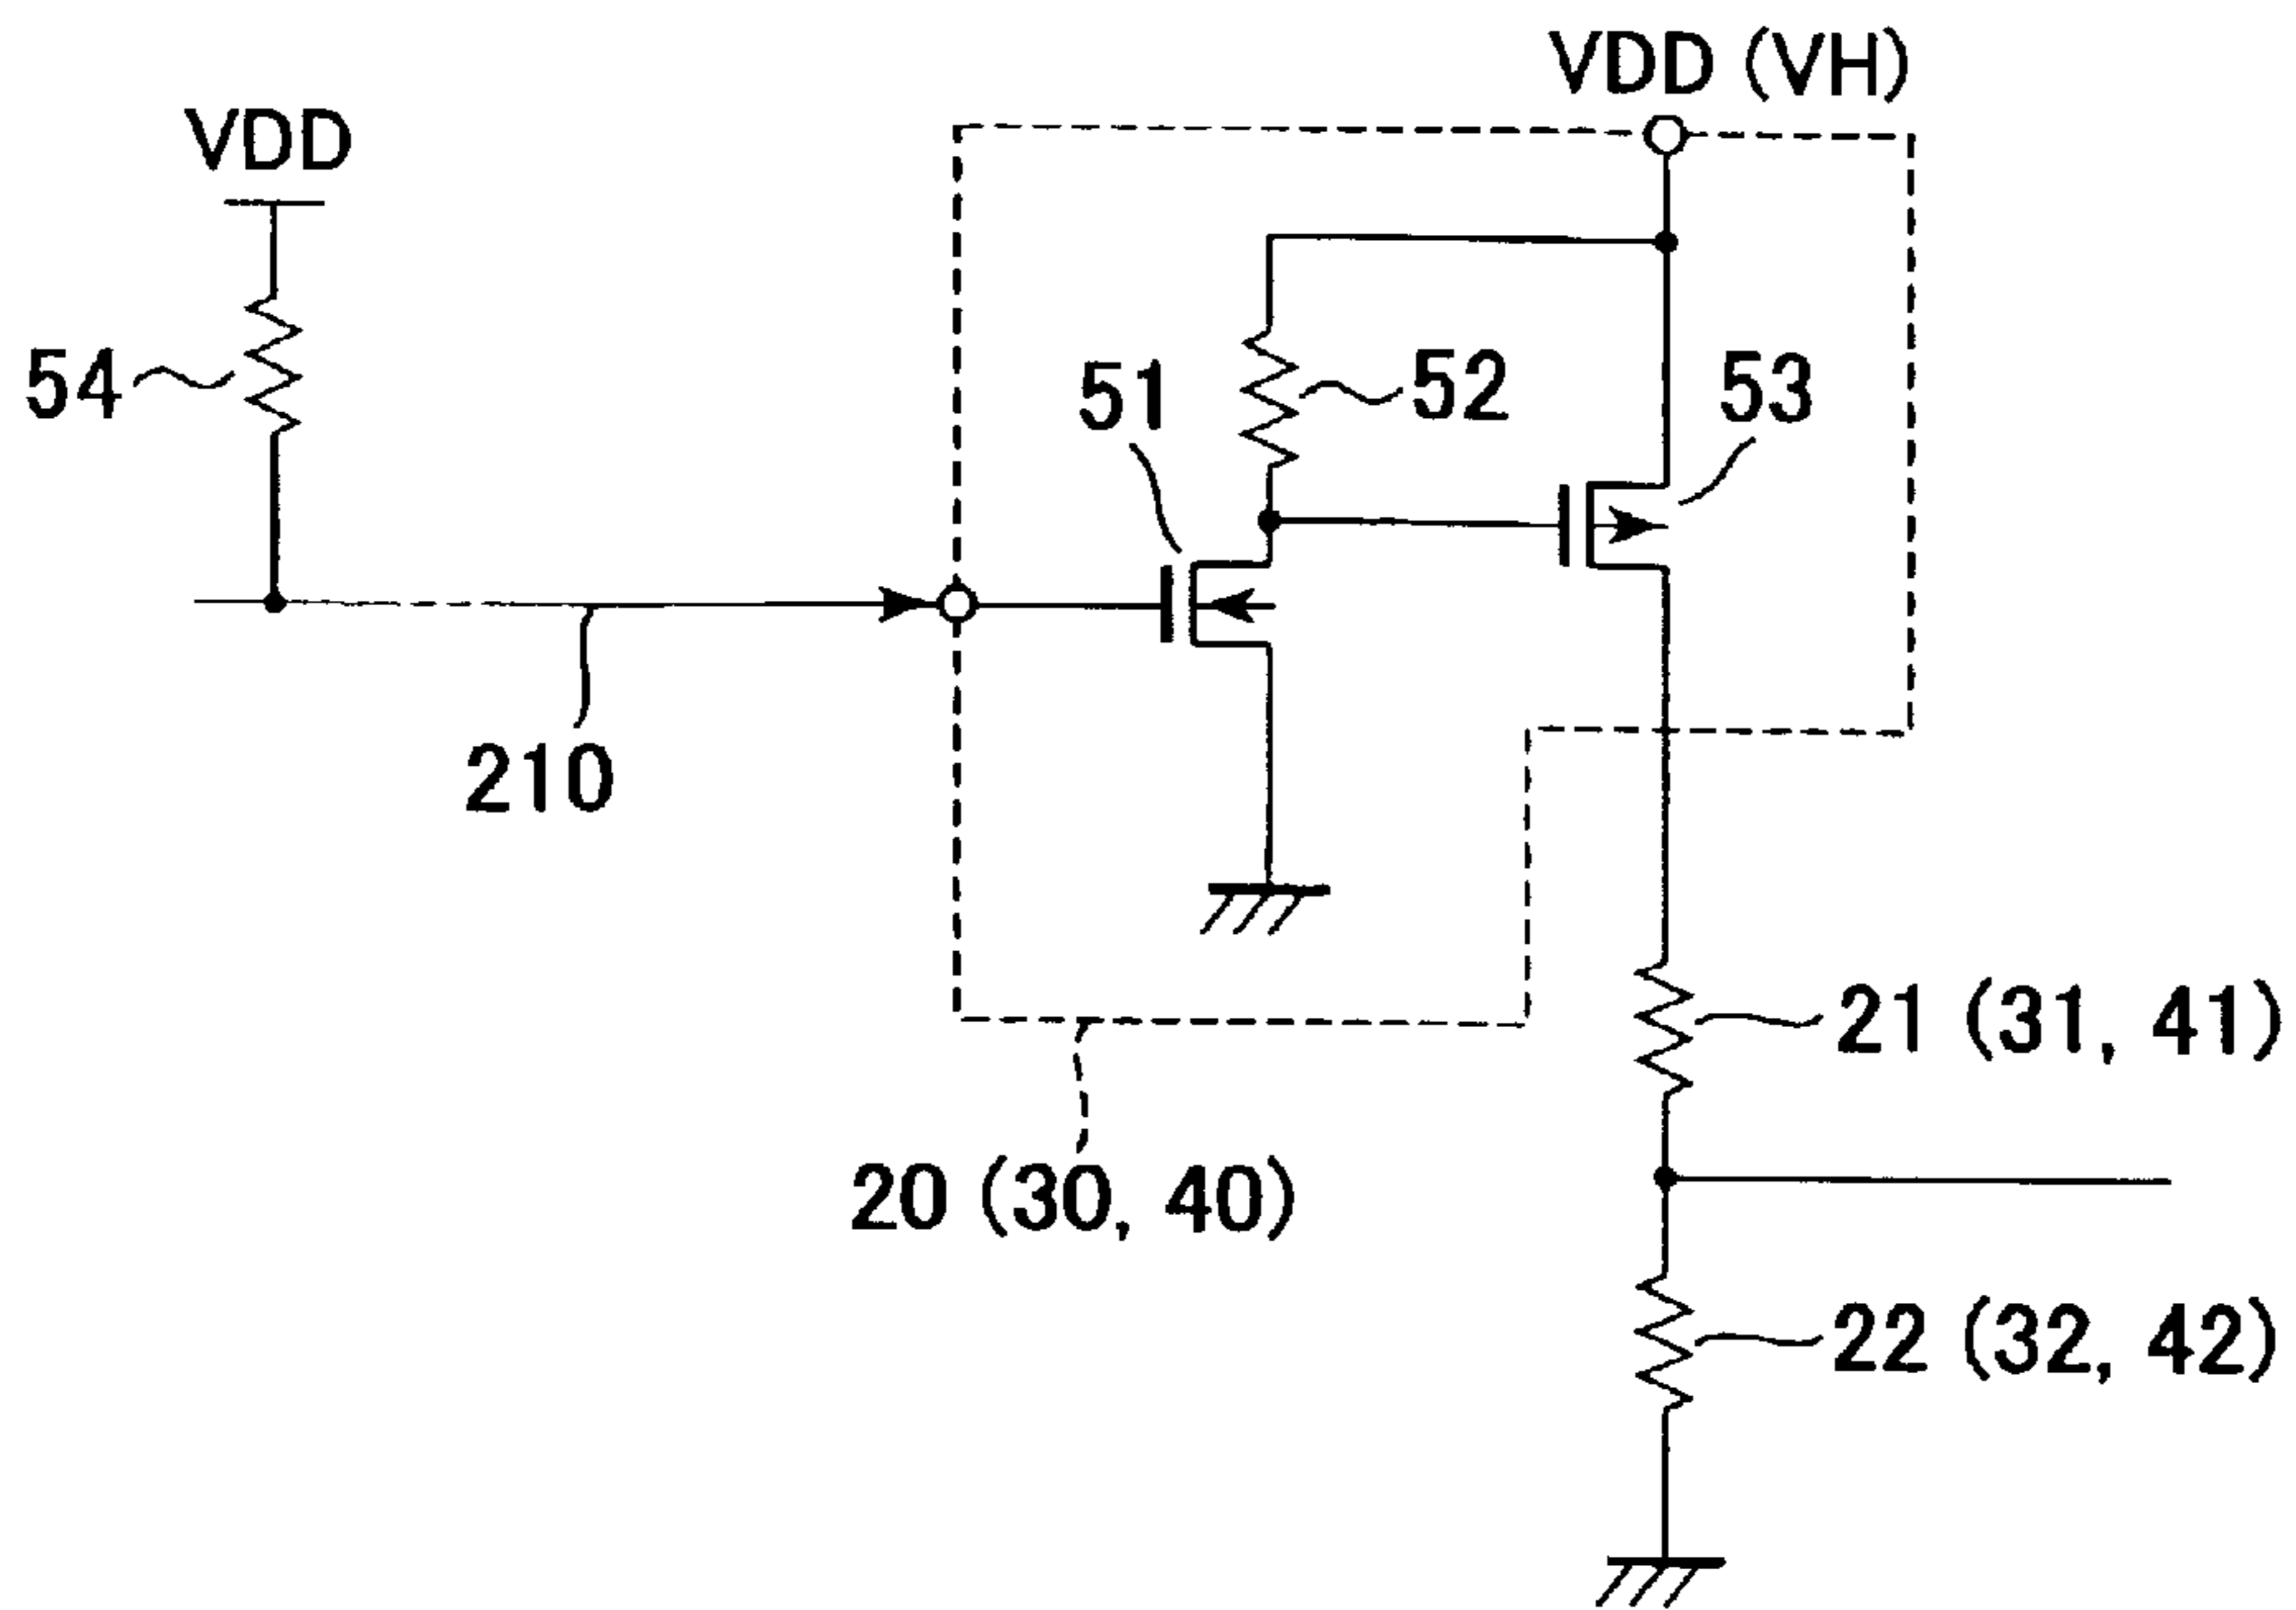 VDD (VH)
VDD
54
51
52
53
210
21 (31, 41)
20 (30, 40)
22 (32, 42)